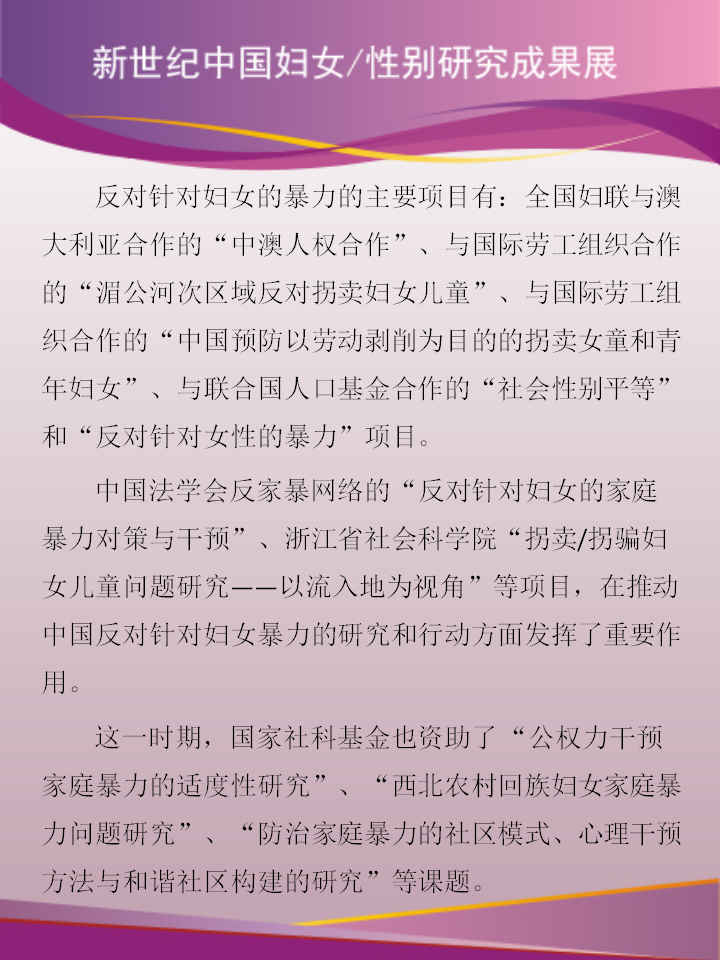 新世纪中国妇女/性别研究成果展
反对针对妇女的暴力的主要项目有：全国妇联与澳
大利亚合作的“中澳人权合作”、与国际劳工组织合作
的“湄公河次区域反对拐卖妇女儿童”、与国际劳工组
织合作的“中国预防以劳动剥削为目的的拐卖女童和青
年妇女”、与联合国人口基金合作的“社会性别平等”
和“反对针对女性的暴力”项目。
中国法学会反家暴网络的“反对针对妇女的家庭
暴力对策与干预”、浙江省社会科学院“拐卖/拐骗妇
女儿童问题研究——以流入地为视角”等项目，在推动
中国反对针对妇女暴力的研究和行动方面发挥了重要作
用。
这一时期，国家社科基金也资助了“公权力干预
家庭暴力的适度性研究”、“西北农村回族妇女家庭暴
力问题研究”、“防治家庭暴力的社区模式、心理干预
方法与和谐社区构建的研究”等课题。